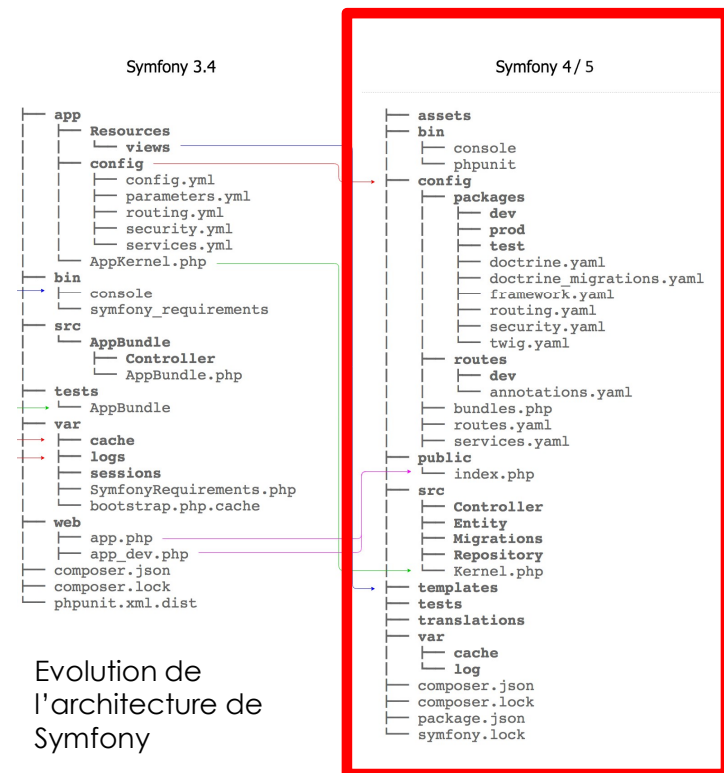 Symfony 3.4
app
Resources
views
config
config.yml
parameters.yml
routing.yml
security.yml
services.yml
AppKernel.php
bin
console
symfony_requirements
src
AppBundle
Controller
AppBundle.php
tests
AppBundle
var
cache
logs
sessions
SymfonyRequirements.php
bootstrap.php.cache
web
app.php
app_dev.php
composer.json
composer.lock
phpunit.xml.dist
Evolution de
l’architecture de
Symfony
Symfony 4 / 5
assets
bin
console
phpunit
config
packages
dev
prod
test
doctrine.yaml
doctrine_migrations.yaml
framework.yaml
routing.yaml
security.yaml
twig.yaml
routes
dev
annotations.yaml
bundles.php
routes.yaml
services.yaml
public
index.php
src
Controller
Entity
Migrations
Repository
Kernel.php
templates
tests
translations
var
cache
log
composer.json
composer.lock
package.json
symfony.lock